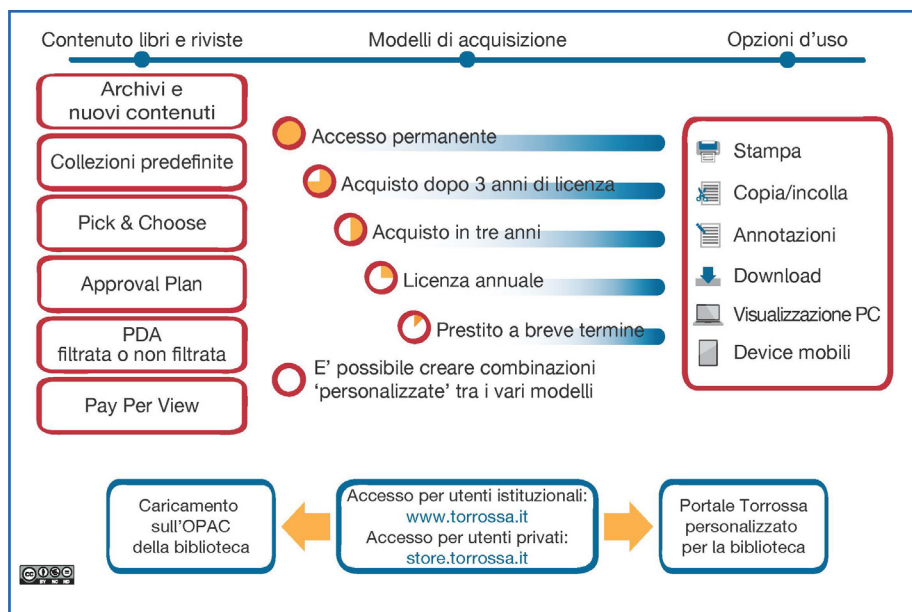 Contenuto libri e riviste
Modelli di acquisizione
Opzioni d'uso
Archivi e
nuovi contenuti
Collezioni predefinite
Pick & Choose
Approval Plan
PDA
filtrata o non filtrata
Pay Per View
Accesso permanente
Acquisto dopo 3 anni di licenza
Acquisto in tre anni
Licenza annuale
Prestito a breve termine
E' possibile creare combinazioni
'personalizzate' tra i vari modelli
Stampa
Copia/incolla
Annotazioni
Download
Visualizzazione PC
Device mobili
Caricamento
sull'OPAC
della biblioteca
Accesso per utenti istituzionali:
www.torrossa.it
Accesso per utenti privati:
store.torrossa.it
Portale Torrossa
personalizzato
per la biblioteca
cc
BY NC ND